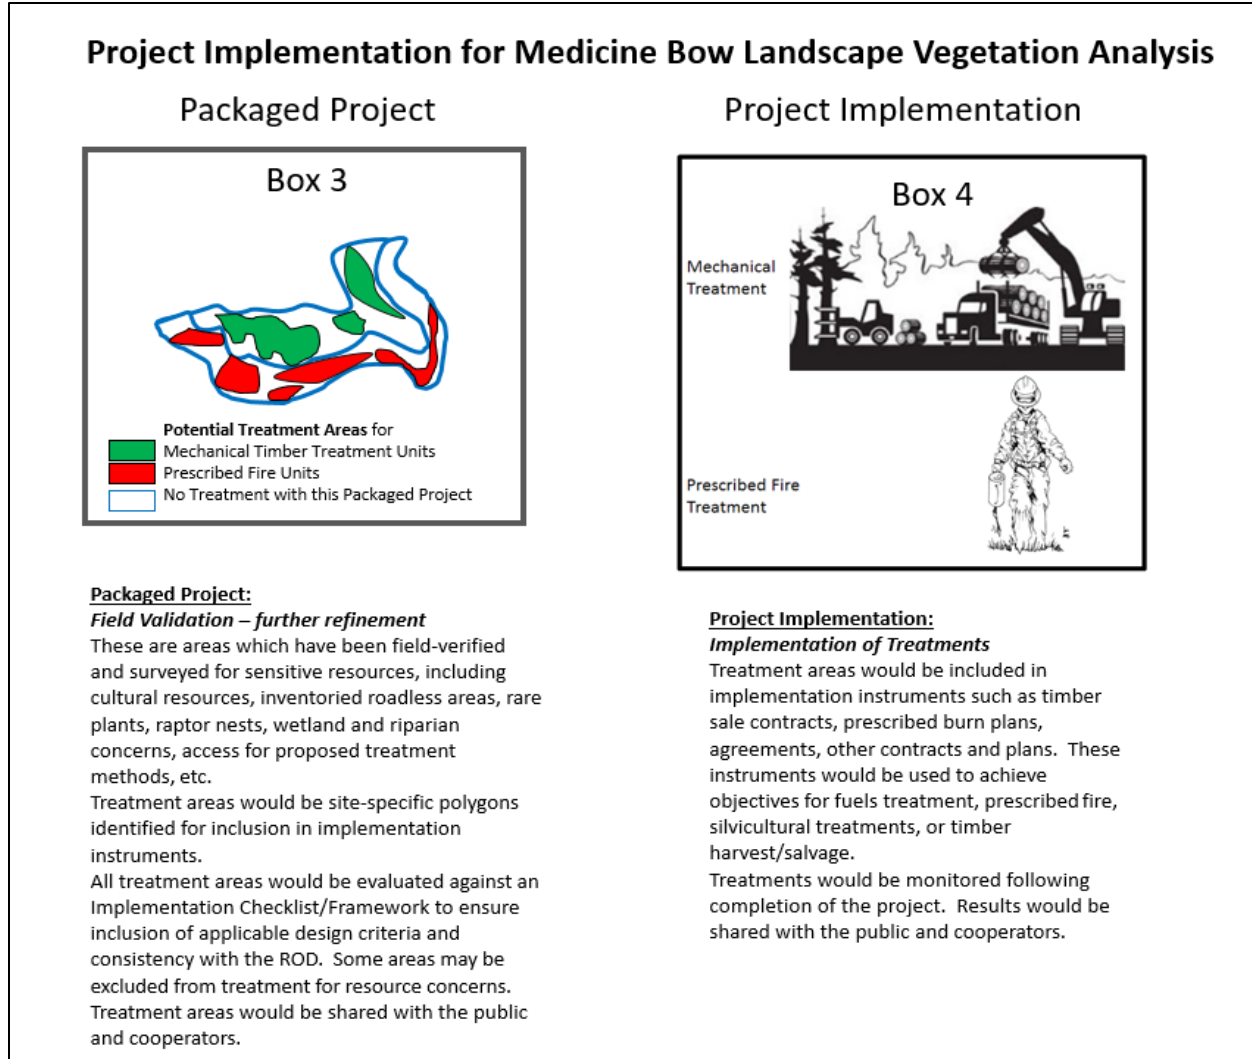 Project Implementation for Medicine Bow Landscape Vegetation Analysis
Packaged Project
Box 3
Potential Treatment Areas for
Mechanical Timber Treatment Units
Prescribed Fire Units
No Treatment with this Packaged Project
Packaged Project:
Field Validation – further refinement
These are areas which have been field-verified
and surveyed for sensitive resources, including
cultural resources, inventoried roadless areas, rare
plants, raptor nests, wetland and riparian
concerns, access for proposed treatment
methods, etc.
Treatment areas would be site-specific polygons
identified for inclusion in implementation
instruments.
All treatment areas would be evaluated against an
Implementation Checklist/Framework to ensure
inclusion of applicable design criteria and
consistency with the ROD.  Some areas may be
excluded from treatment for resource concerns.
Treatment areas would be shared with the public
and cooperators.
Project Implementation
Box 4
Mechanical
Treatment
Prescribed Fire
Treatment
Project Implementation:
Implementation of Treatments
Treatment areas would be included in
implementation instruments such as timber
sale contracts, prescribed burn plans,
agreements, other contracts and plans.  These
instruments would be used to achieve
objectives for fuels treatment, prescribed fire,
silvicultural treatments, or timber
harvest/salvage.
Treatments would be monitored following
completion of the project.  Results would be
shared with the public and cooperators.